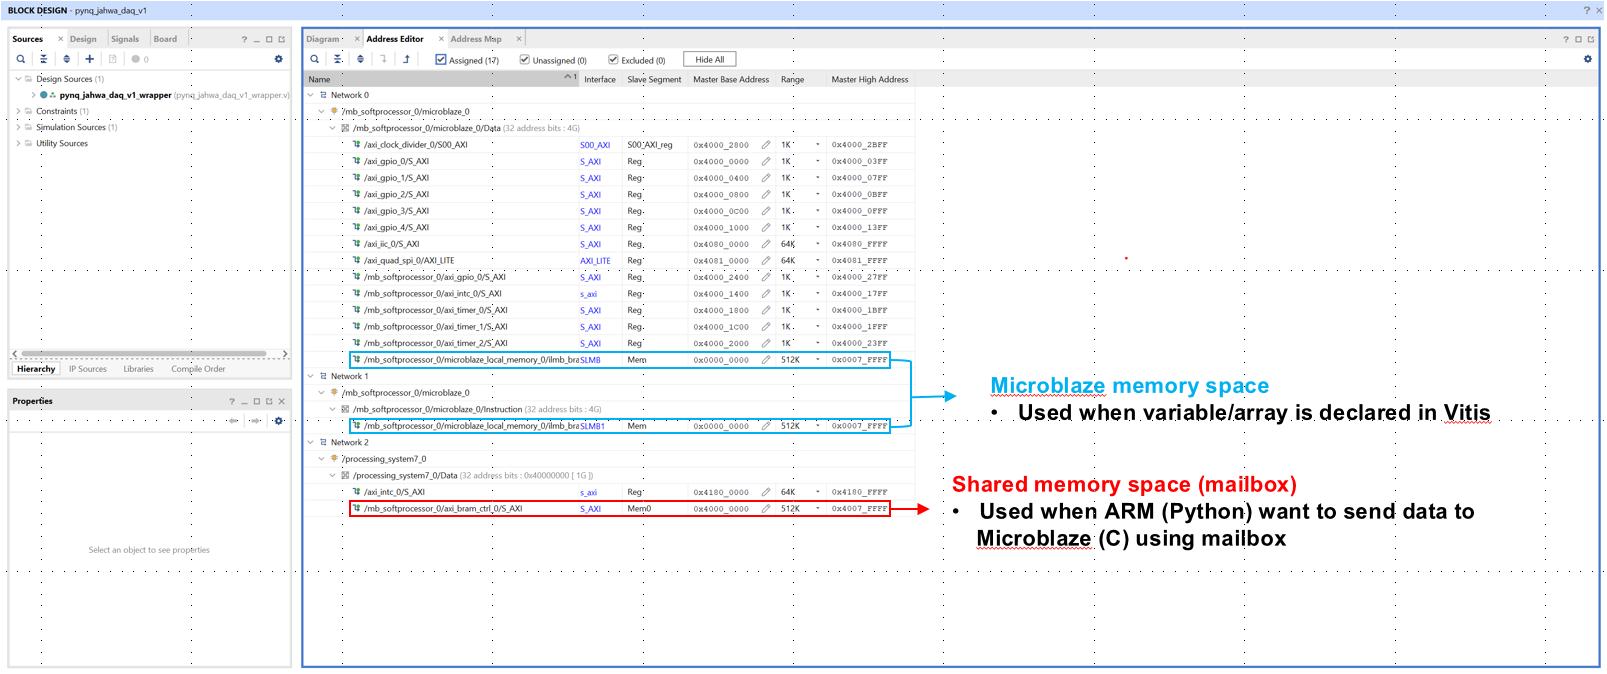 BLOCK DESIGN - pynq_jahwa_daq_v1
Sources
Design
Signals
Board
0
Design Sources (1)
pynq_jahwa_daq_v1_wrapper (pynq_jahwa_daq_v1_wrapper.v)
Constraints (1)
Simulation Sources (1)
Utility Sources
Hierarchy IP Sources Libraries Compile Order
Properties
Select an object to see properties
Diagram Address Editor Address Map
Assigned (17) Unassigned (0) Excluded (0) Hide All
Name 1 Interface Slave Segment Master Base Address Range Master High Address
Network 0
/mb_softprocessor_0/microblaze_0
/mb_softprocessor_0/microblaze_0/Data (32 address bits : 4G)
/axi_clock_divider_0/S00_AXI S00_AXI S00_AXI_reg 0x4000_2800 1K 0x4000_2BFF
/axi_gpio_0/S_AXI S_AXI Reg 0x4000_0000 1K 0x4000_03FF
/axi_gpio_1/S_AXI S_AXI Reg 0x4000_0400 1K 0x4000_07FF
/axi_gpio_2/S_AXI S_AXI Reg 0x4000_0800 1K 0x4000_0BFF
/axi_gpio_3/S_AXI S_AXI Reg 0x4000_0C00 1K 0x4000_0FFF
/axi_gpio_4/S_AXI S_AXI Reg 0x4000_1000 1K 0x4000_13FF
/axi_iic_0/S_AXI S_AXI Reg 0x4080_0000 64K 0x4080_FFFF
/axi_quad_spi_0/AXI_LITE AXI_LITE Reg 0x4081_0000 64K 0x4081_FFFF
/mb_softprocessor_0/axi_gpio_0/S_AXI S_AXI Reg 0x4000_2400 1K 0x4000_27FF
/mb_softprocessor_0/axi_intc_0/S_AXI s_axi Reg 0x4000_1400 1K 0x4000_17FF
/mb_softprocessor_0/axi_timer_0/S_AXI S_AXI Reg 0x4000_1800 1K 0x4000_1BFF
/mb_softprocessor_0/axi_timer_1/S_AXI S_AXI Reg 0x4000_1C00 1K 0x4000_1FFF
/mb_softprocessor_0/axi_timer_2/S_AXI S_AXI Reg 0x4000_2000 1K 0x4000_23FF
/mb_softprocessor_0/microblaze_local_memory_0/ilmb_bra SLMB Mem 0x0000_0000 512K 0x0007_FFFF
Network 1
/mb_softprocessor_0/microblaze_0
/mb_softprocessor_0/microblaze_0/Instruction (32 address bits : 4G)
/mb_softprocessor_0/microblaze_local_memory_0/ilmb_bra SLMB1 Mem 0x0000_0000 512K 0x0007_FFFF
Network 2
/processing_system7_0
/processing_system7_0/Data (32 address bits : 0x40000000 [ 1G ])
/axi_intc_0/S_AXI s_axi Reg 0x4180_0000 64K 0x4180_FFFF
/mb_softprocessor_0/axi_bram_ctrl_0/S_AXI S_AXI Mem0 0x4000_0000 512K 0x4007_FFFF
Microblaze memory space
• Used when variable/array is declared in Vitis
Shared memory space (mailbox)
• Used when ARM (Python) want to send data to
Microblaze (C) using mailbox